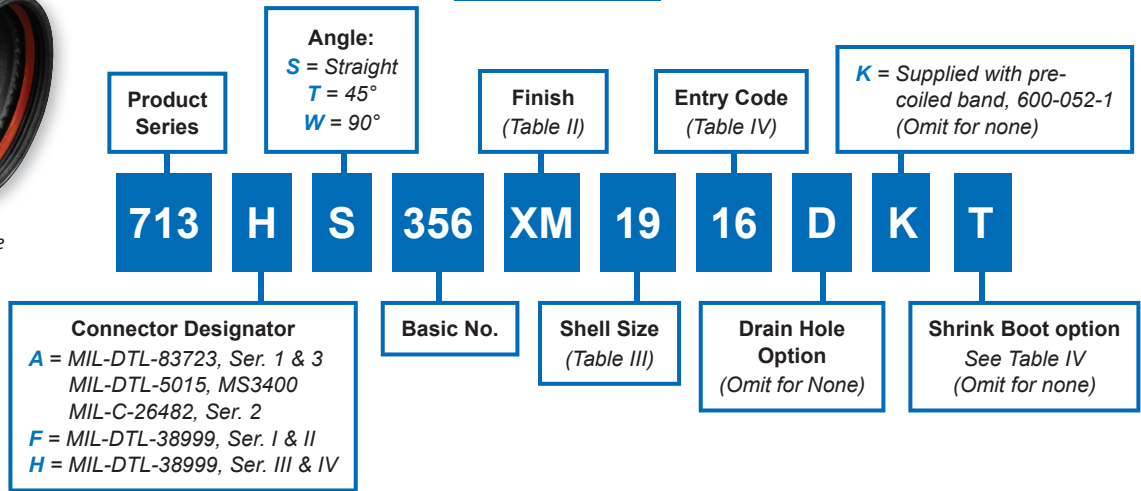 Angle:
S = Straight
T = 45°
W = 90°
Product
Series
Finish
(Table II)
Entry Code
(Table IV)
K = Supplied with pre-
coiled band, 600-052-1
(Omit for none)
713 H S 356 XM 19 16 D K T
Connector Designator
A = MIL-DTL-83723, Ser. 1 & 3
MIL-DTL-5015, MS3400
MIL-C-26482, Ser. 2
F = MIL-DTL-38999, Ser. I & II
H = MIL-DTL-38999, Ser. III & IV
Basic No.
Shell Size
(Table III)
Drain Hole
Option
(Omit for None)
Shrink Boot option
See Table IV
(Omit for none)